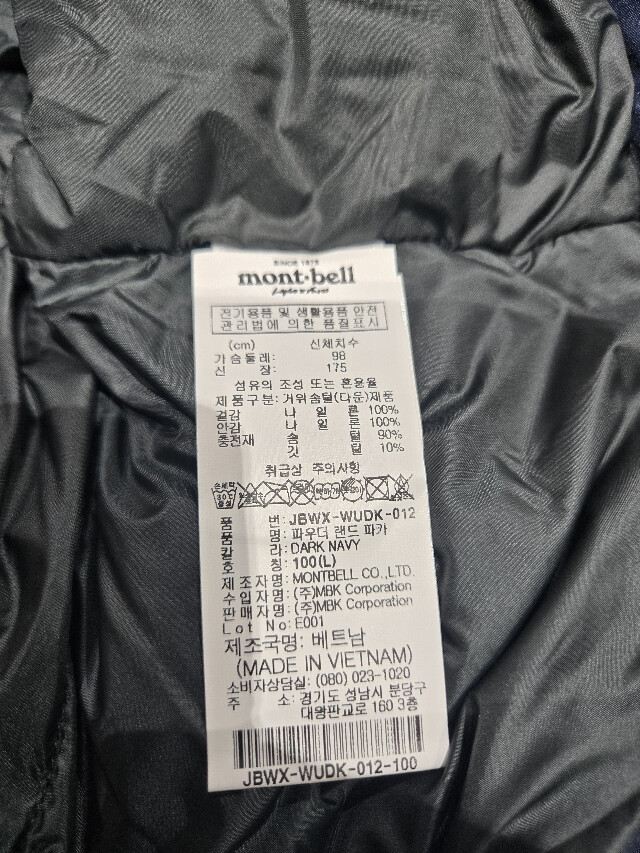 SINCE 1975
mont-bell
전기용품 및 생활용품 안전
관리법에 의한 품질표시
(cm) 신체치수
가슴둘레: 98
신 장: 175
섬유의 조성 또는 혼용율
제품구분: 거위솜털(다운)제품
겉감 나 일 론 100%
안감 나 일 론 100%
충전재 솜 털 90%
깃 털 10%
취급상 주의사항
손세탁
30℃
중성
품 번: JBWX-WUDK-012
품 명: 파우더 랜드 파카
칼 라: DARK NAVY
호 칭: 100(L)
제 조 자 명: MONTBELL CO.,LTD.
수 입 자 명: (주)MBK Corporation
판 매 자 명: (주)MBK Corporation
Lot No: E001
제조국명: 베트남
(MADE IN VIETNAM)
소비자상담실: (080) 023-1020
주 소: 경기도 성남시 분당구
대왕판교로 160 3층
JBWX-WUDK-012-100